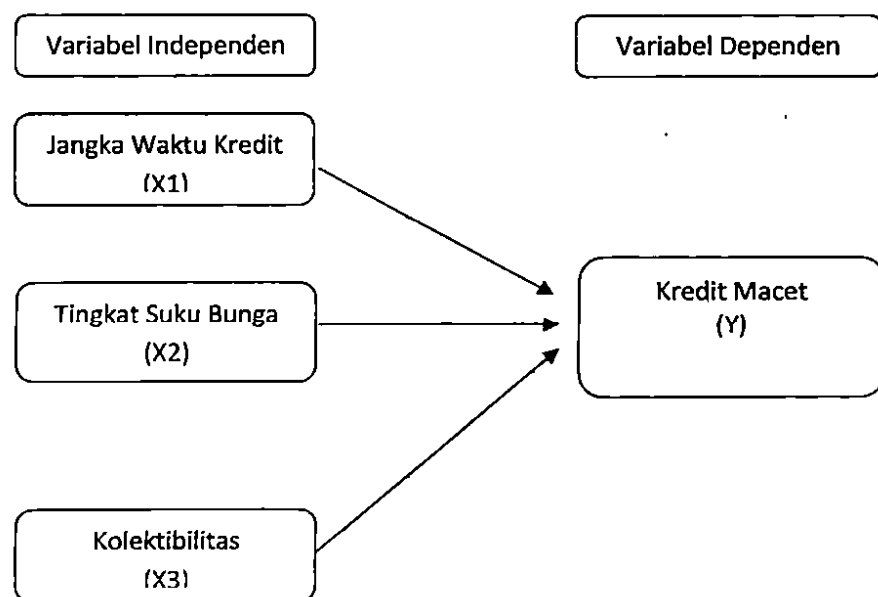 Variabel Independen
Variabel Dependen
Jangka Waktu Kredit
(X1)
Tingkat Suku Bunga
(X2)
Kredit Macet
(Y)
Kolektibilitas
(X3)